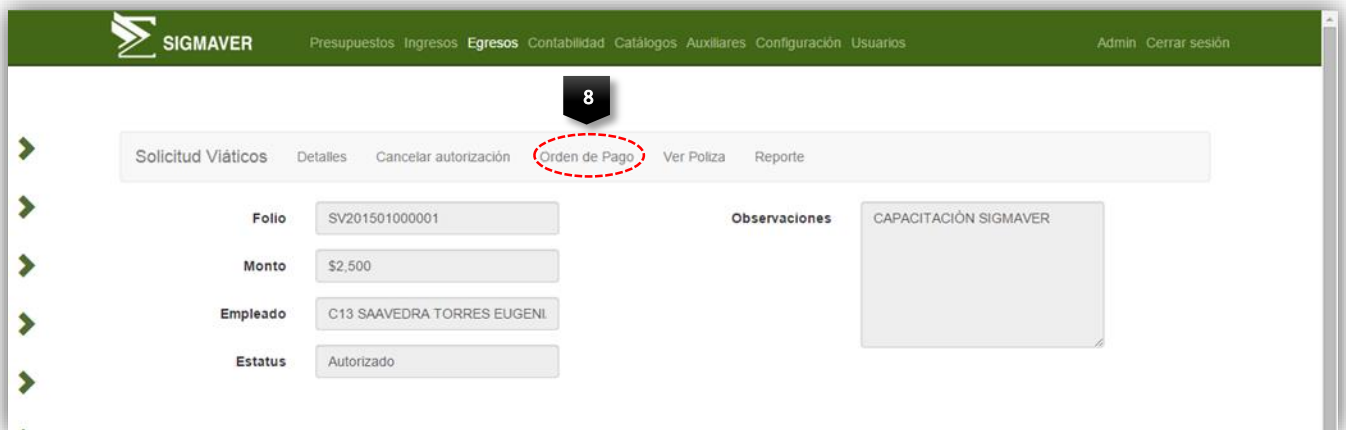 SIGMAVER Presupuestos Ingresos Egresos Contabilidad Catálogos Auxiliares Configuración Usuarios Admin Cerrar sesión
8
Solicitud Viáticos Detalles Cancelar autorización Orden de Pago Ver Poliza Reporte
Folio SV201501000001 Observaciones CAPACITACIÒN SIGMAVER
Monto $2,500
Empleado C13 SAAVEDRA TORRES EUGENI
Estatus Autorizado